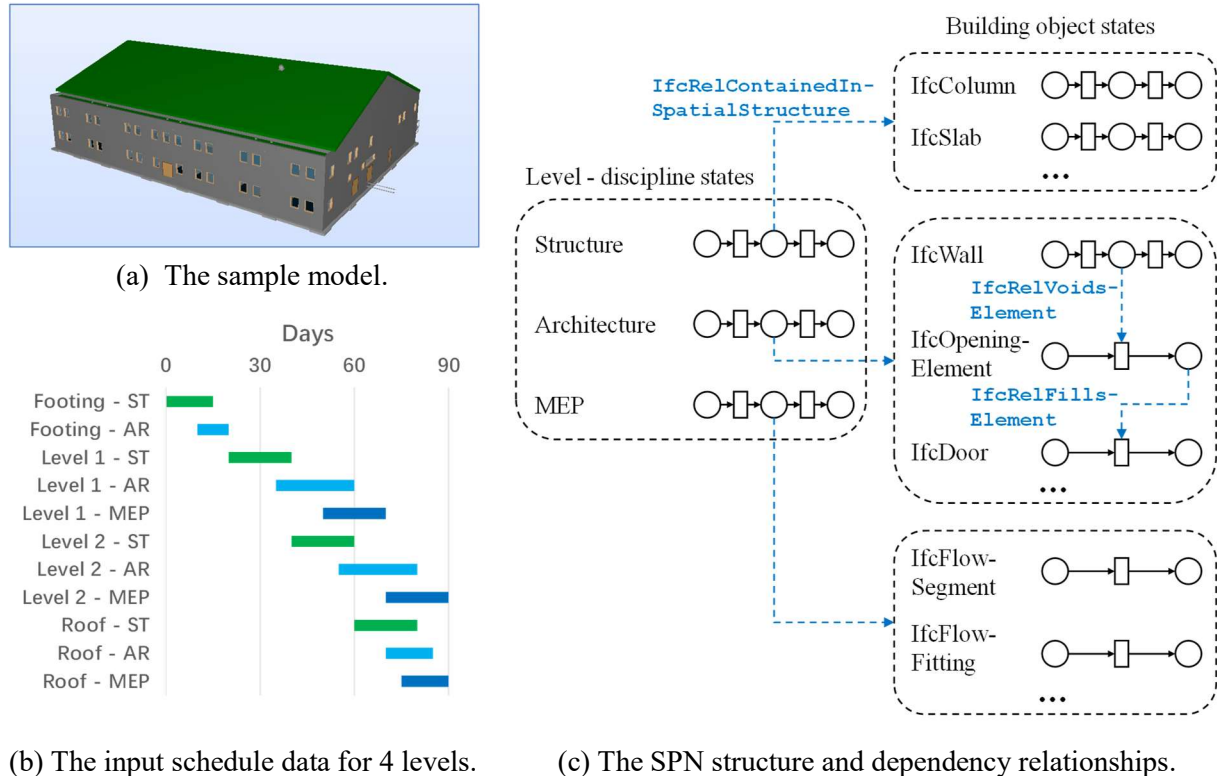 (a) The sample model.
Days
0 30 60 90
Footing - ST
Footing - AR
Level 1 - ST
Level 1 - AR
Level 1 - MEP
Level 2 - ST
Level 2 - AR
Level 2 - MEP
Roof - ST
Roof - AR
Roof - MEP
(b) The input schedule data for 4 levels.
Building object states
IfcRelContainedIn-
SpatialStructure
IfcColumn
IfcSlab
•••
Level - discipline states
Structure
Architecture
MEP
IfcWall
IfcRelVoids-
Element
IfcOpening-
Element
IfcRelFills-
Element
IfcDoor
•••
IfcFlow-
Segment
IfcFlow-
Fitting
•••
(c) The SPN structure and dependency relationships.